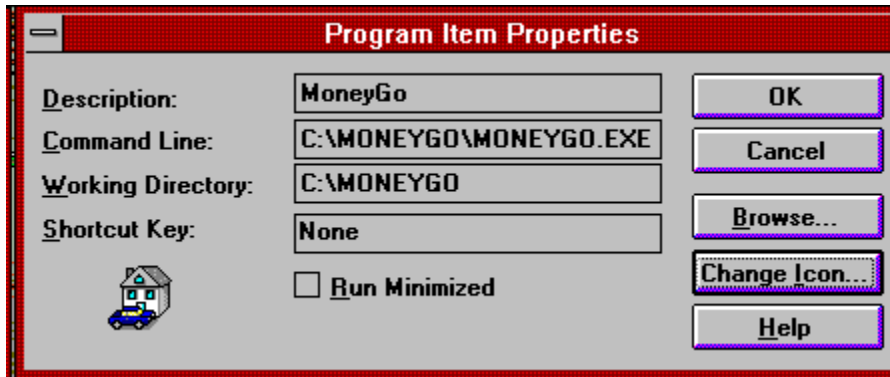 Program Item Properties
Description: MoneyGo
Command Line: C:\MONEYGO\MONEYGO.EXE
Working Directory: C:\MONEYGO
Shortcut Key: None
Run Minimized
OK
Cancel
Browse...
Change Icon...
Help